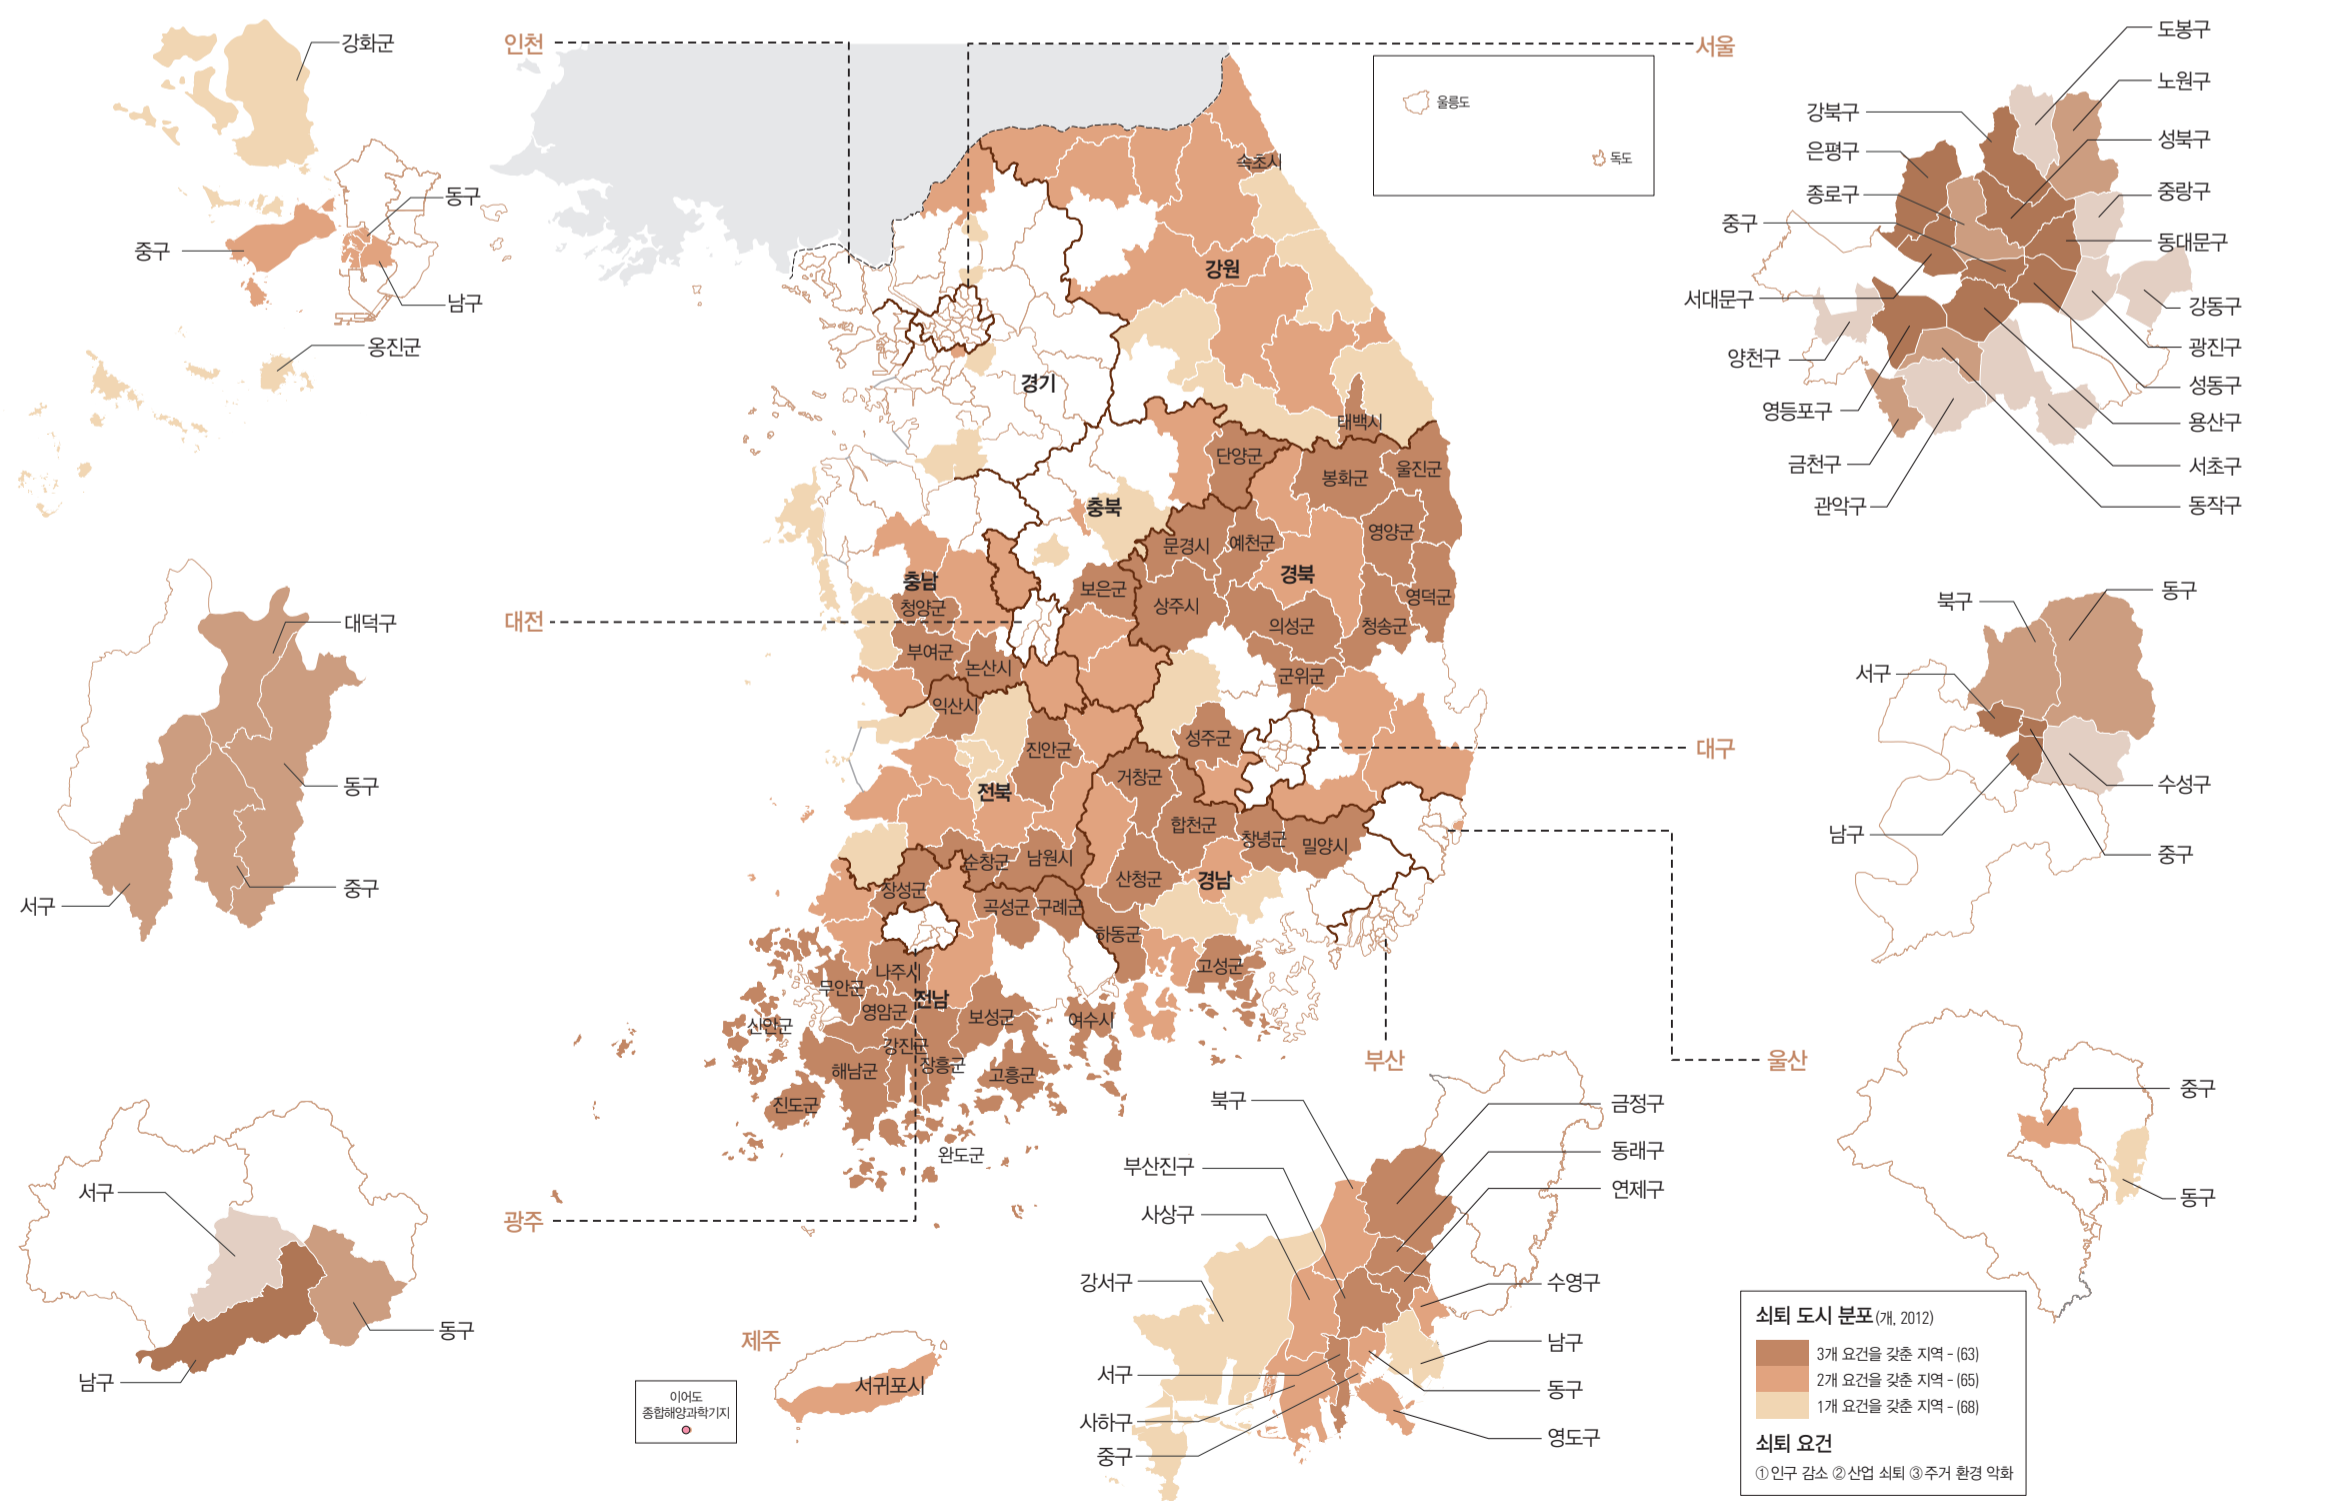 강화군
동구
중구
남구
옹진군
인천
서울
울릉도
독도
도봉구
노원구
강북구
성북구
은평구
중랑구
종로구
중구
동대문구
서대문구
강동구
양천구
광진구
성동구
영등포구
용산구
금천구
서초구
관악구
동작구
속초시
강원
경기
태백시
단양군
봉화군
울진군
충북
영양군
문경시
예천군
경북
충남
보은군
영덕군
청양군
상주시
의성군
청송군
대전
부여군
논산시
군위군
익산시
성주군
진안군
대구
거창군
전북
합천군
창녕군
밀양시
순창군
남원시
산청군
경남
장성군
곡성군
구례군
하동군
나주시
고성군
무안군
전남
영암군
보성군
여수시
신안군
강진군
장흥군
해남군
고흥군
진도군
완도군
광주
부산
울산
대덕구
동구
중구
서구
북구
동구
서구
수성구
남구
중구
서구
동구
남구
중구
동구
북구
금정구
부산진구
동래구
연제구
사상구
강서구
수영구
남구
서구
동구
사하구
영도구
중구
제주
서귀포시
이어도
종합해양과학기지
쇠퇴 도시 분포 (개, 2012)
3개 요건을 갖춘 지역 - (63)
2개 요건을 갖춘 지역 - (65)
1개 요건을 갖춘 지역 - (68)
쇠퇴 요건
① 인구 감소 ② 산업 쇠퇴 ③ 주거 환경 악화